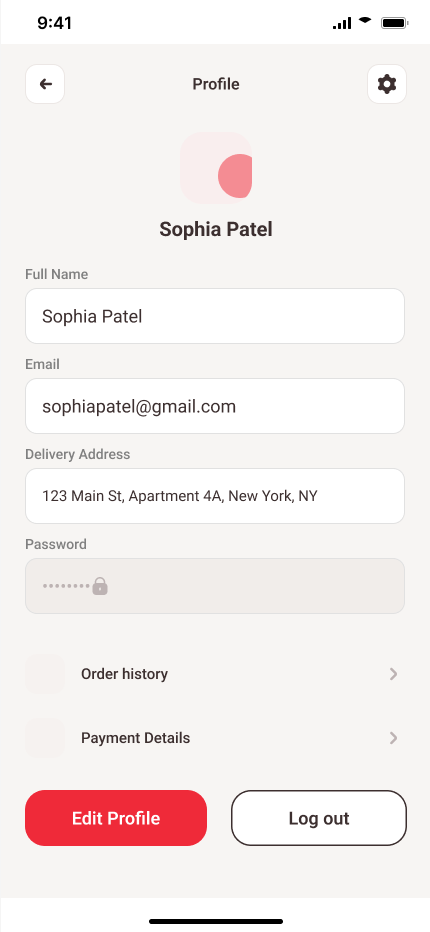 9:41
Profile
Sophia Patel
Full Name
Sophia Patel
Email
sophiapatel@gmail.com
Delivery Address
123 Main St, Apartment 4A, New York, NY
Password
••••••••
Order history
Payment Details
Edit Profile
Log out